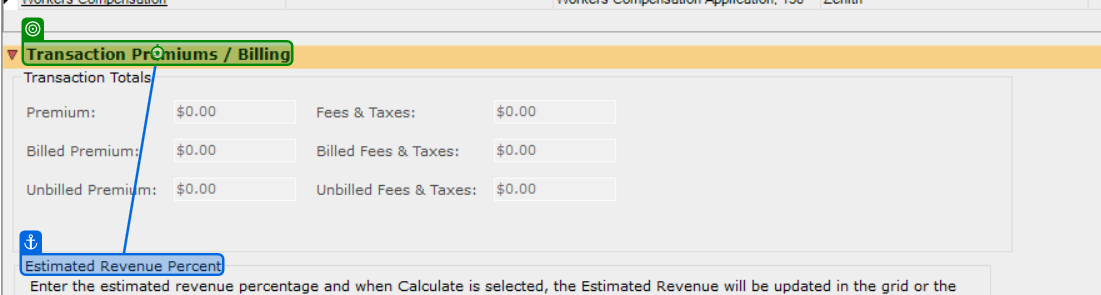 Workers Compensation Workers Compensation Application, 130 Zenith
Transaction Premiums / Billing
Transaction Totals
Premium: $0.00 Fees & Taxes: $0.00
Billed Premium: $0.00 Billed Fees & Taxes: $0.00
Unbilled Premium: $0.00 Unbilled Fees & Taxes: $0.00
Estimated Revenue Percent
Enter the estimated revenue percentage and when Calculate is selected, the Estimated Revenue will be updated in the grid or the